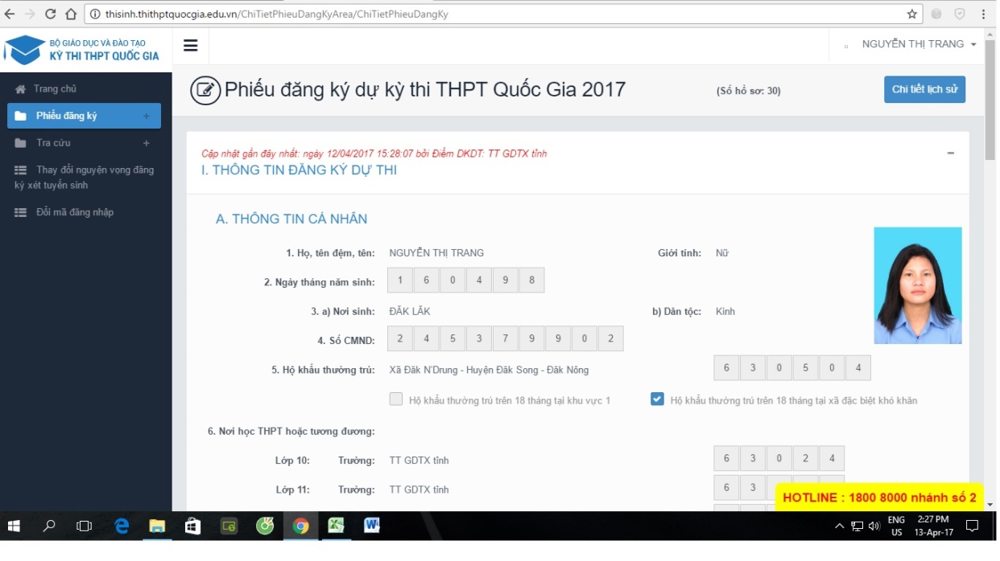 thisinh.thithptquocgia.edu.vn/ChiTietPhieuDangKyArea/ChiTietPhieuDangKy
BỘ GIÁO DỤC VÀ ĐÀO TẠO
KỲ THI THPT QUỐC GIA
NGUYỄN THỊ TRANG
Trang chủ
Phiếu đăng ký +
Tra cứu +
Thay đổi nguyện vọng đăng
ký xét tuyển sinh
Đổi mã đăng nhập
Phiếu đăng ký dự kỳ thi THPT Quốc Gia 2017 (Số hồ sơ: 30) Chi tiết lịch sử
Cập nhật gần đây nhất: ngày 12/04/2017 15:28:07 bởi Điểm DKDT: TT GDTX tỉnh
I. THÔNG TIN ĐĂNG KÝ DỰ THI
A. THÔNG TIN CÁ NHÂN
1. Họ, tên đệm, tên: NGUYỄN THỊ TRANG Giới tính: Nữ
2. Ngày tháng năm sinh: 1 6 0 4 9 8
3. a) Nơi sinh: ĐĂK LĂK b) Dân tộc: Kinh
4. Số CMND: 2 4 5 3 7 9 9 0 2
5. Hộ khẩu thường trú: Xã Đăk N'Drung - Huyện Đăk Song - Đăk Nông 6 3 0 5 0 4
Hộ khẩu thường trú trên 18 tháng tại khu vực 1 Hộ khẩu thường trú trên 18 tháng tại xã đặc biệt khó khăn
6. Nơi học THPT hoặc tương đương:
Lớp 10: Trường: TT GDTX tỉnh 6 3 0 2 4
Lớp 11: Trường: TT GDTX tỉnh 6 3
HOTLINE : 1800 8000 nhánh số 2
ENG 2:27 PM
US 13-Apr-17